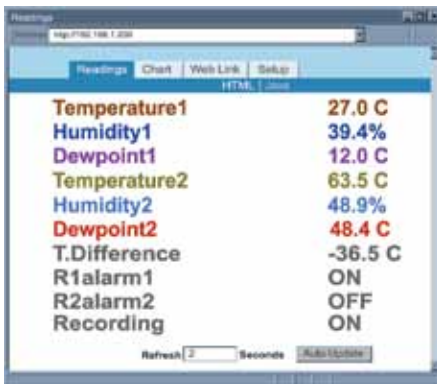 Readings
http://192.168.1.200
Readings Chart Web Link Setup
HTML | Java
Temperature1 27.0 C
Humidity1 39.4%
Dewpoint1 12.0 C
Temperature2 63.5 C
Humidity2 48.9%
Dewpoint2 48.4 C
T.Difference -36.5 C
R1alarm1 ON
R2alarm2 OFF
Recording ON
Refresh 2 Seconds Auto Update